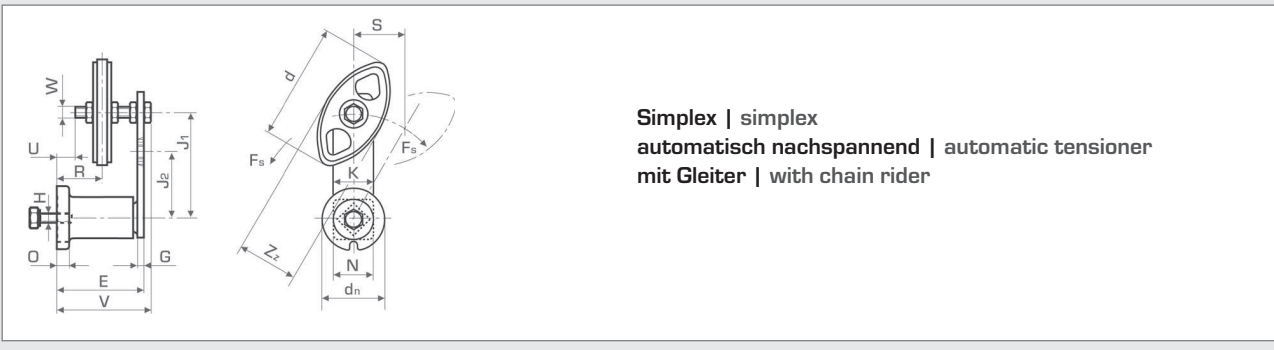 S
d
W
U
J1
Fs
Fs
R
J2
K
H
O
G
Zz
E
N
V
dn
Simplex | simplex
automatisch nachspannend | automatic tensioner
mit Gleiter | with chain rider